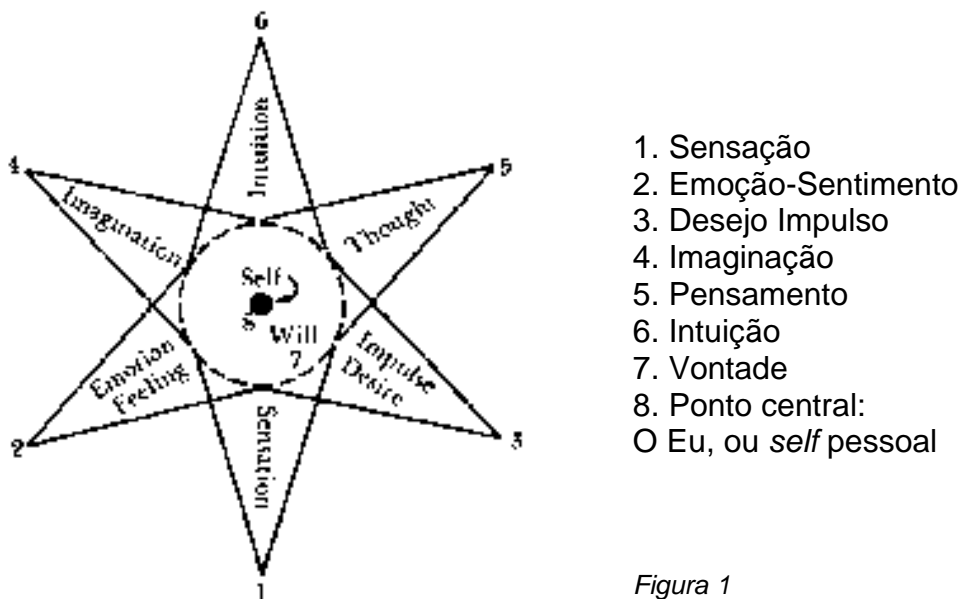 6
4
5
Intuition
Imagination
Thought
Self
8
Will
7
Emotion
Feeling
Impulse
Desire
Sensation
2
3
1
1. Sensação
2. Emoção-Sentimento
3. Desejo Impulso
4. Imaginação
5. Pensamento
6. Intuição
7. Vontade
8. Ponto central:
O Eu, ou self pessoal
Figura 1